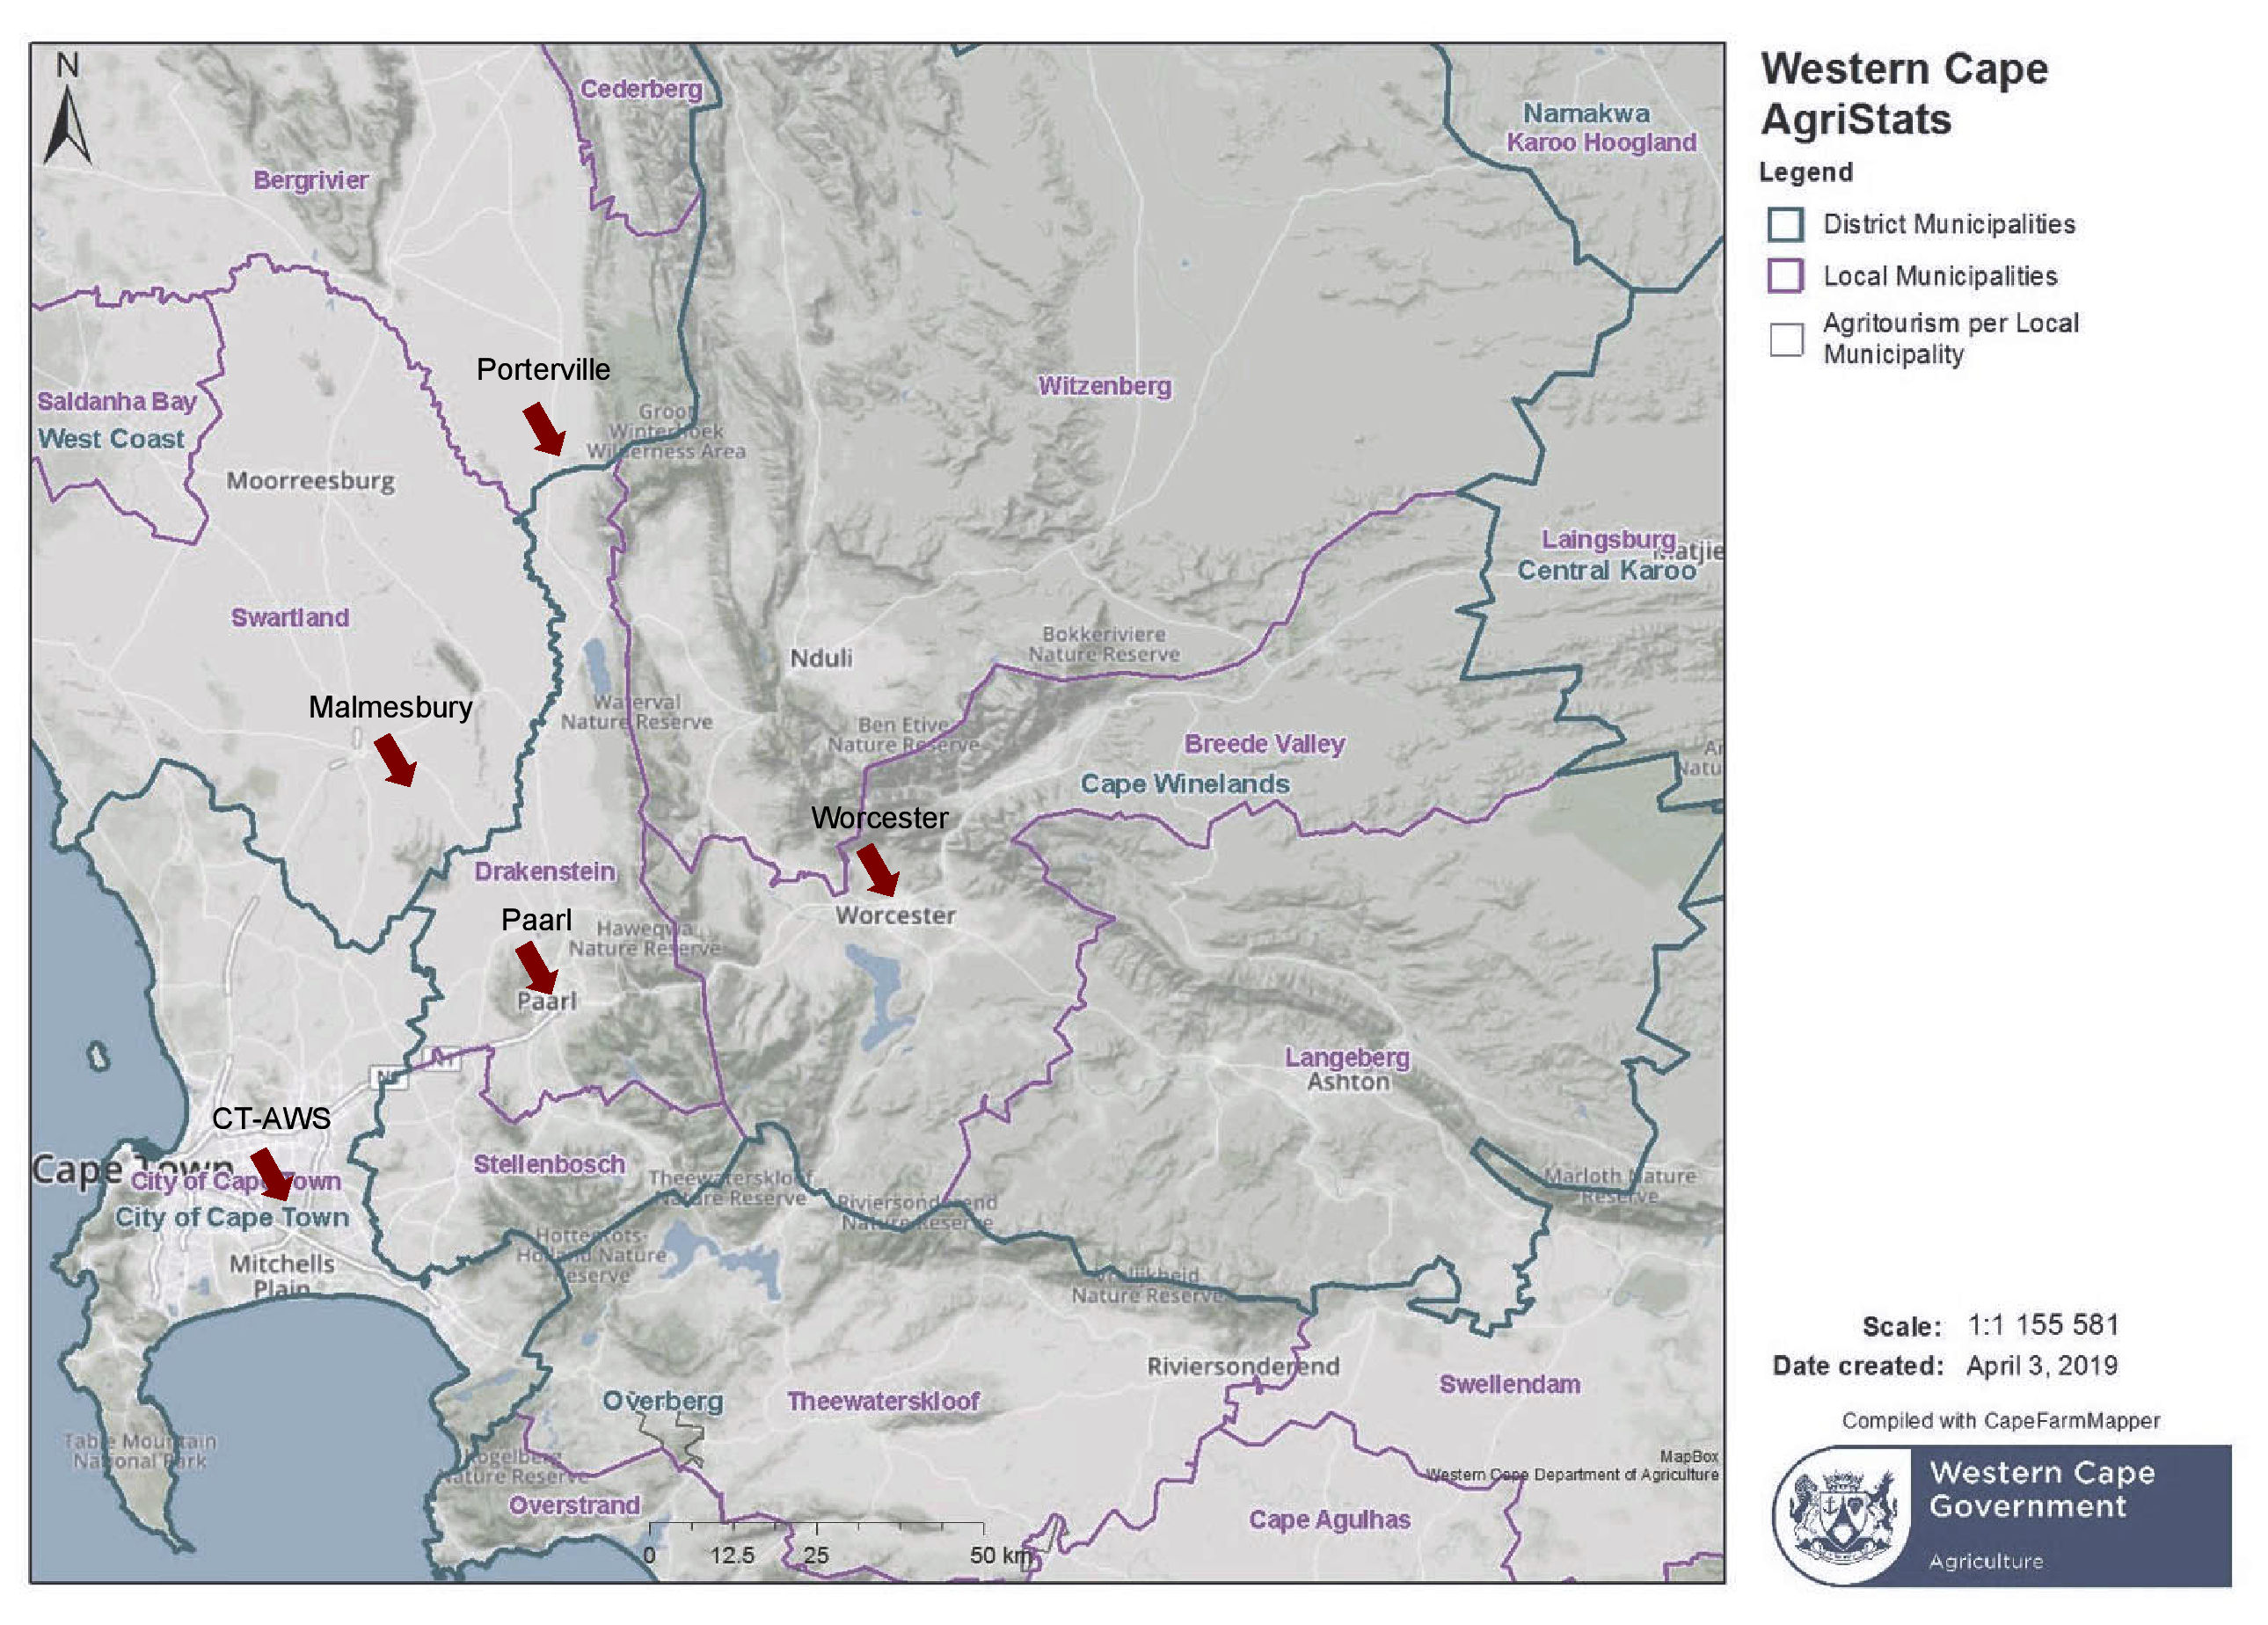 N
Cederberg
Namakwa
Karoo Hoogland
Bergrivier
Porterville
Witzenberg
Saldanha Bay
West Coast
Groot
Winterhoek
Wilderness Area
Moorreesburg
Laingsburg
Matjie
Central Karoo
Swartland
Nduli
Bokkeriviere
Nature Reserve
Malmesbury
Waterval
Nature Reserve
Ben Etive
Nature Reserve
Breede Valley
Cape Winelands
Natu
Worcester
Drakenstein
Paarl
Worcester
Hawequa
Nature Reserve
Paarl
Langeberg
Ashton
N1
CT-AWS
Cape Town
City of Cape Town
City of Cape Town
Stellenbosch
Theewaterskloof
Nature Reserve
Riviersonderend
Nature Reserve
Marloth Nature
Reserve
Mitchells
Plain
Hottentots-
Holland Nature
Reserve
Nature Reserve
Riviersonderend
Swellendam
Overberg
Theewaterskloof
Table Mountain
National Park
Kogelberg
Nature Reserve
Overstrand
Cape Agulhas
MapBox
Western Cape Department of Agriculture
0 12.5 25 50 km
Western Cape
AgriStats
Legend
District Municipalities
Local Municipalities
Agritourism per Local
Municipality
Scale: 1:1 155 581
Date created: April 3, 2019
Compiled with CapeFarmMapper
Western Cape
Government
Agriculture